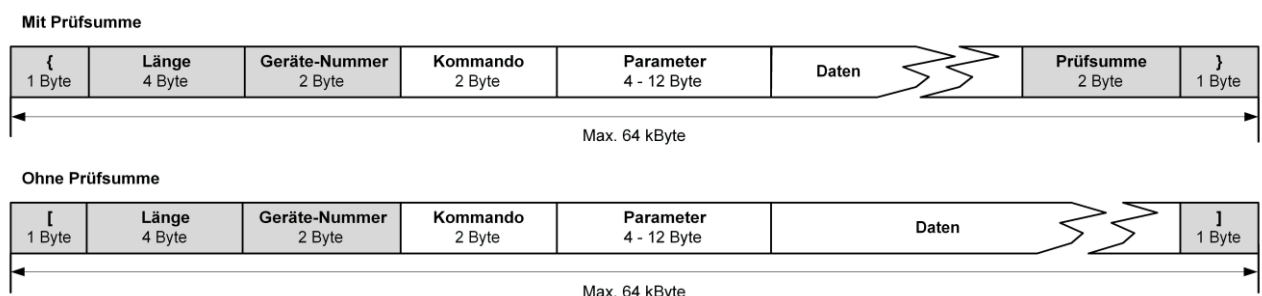 Mit Prüfsumme
{ Länge Geräte-Nummer Kommando Parameter Daten Prüfsumme }
1 Byte 4 Byte 2 Byte 2 Byte 4 - 12 Byte 2 Byte 1 Byte
Max. 64 kByte
Ohne Prüfsumme
[ Länge Geräte-Nummer Kommando Parameter Daten ]
1 Byte 4 Byte 2 Byte 2 Byte 4 - 12 Byte 1 Byte
Max. 64 kByte